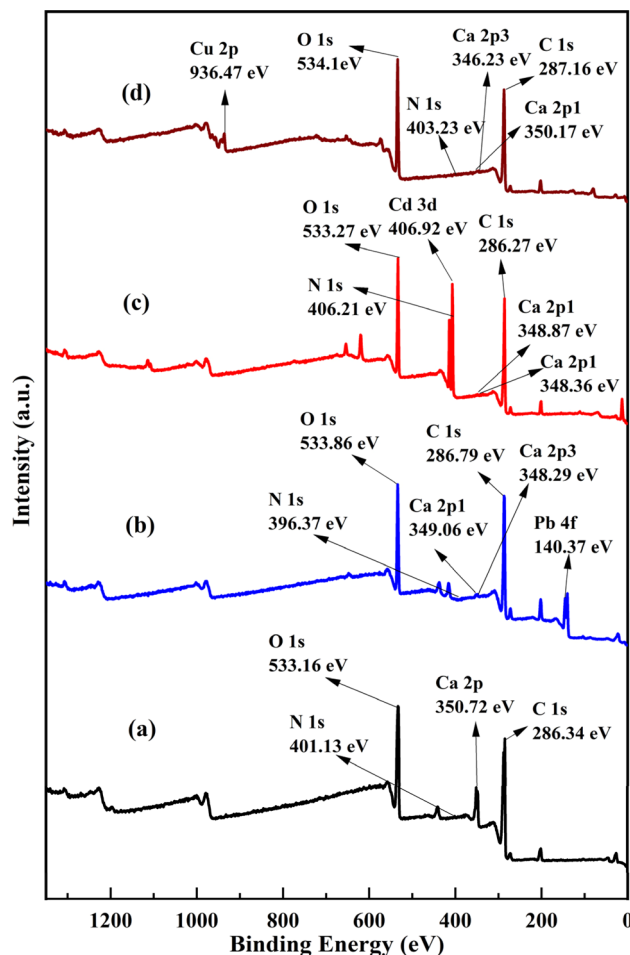 (d)
Cu 2p
936.47 eV
O 1s
534.1eV
N 1s
403.23 eV
Ca 2p3
346.23 eV
C 1s
287.16 eV
Ca 2p1
350.17 eV
(c)
O 1s
533.27 eV
N 1s
406.21 eV
Cd 3d
406.92 eV
C 1s
286.27 eV
Ca 2p1
348.87 eV
Ca 2p1
348.36 eV
(b)
O 1s
533.86 eV
N 1s
396.37 eV
Ca 2p1
349.06 eV
C 1s
286.79 eV
Ca 2p3
348.29 eV
Pb 4f
140.37 eV
(a)
O 1s
533.16 eV
N 1s
401.13 eV
Ca 2p
350.72 eV
C 1s
286.34 eV
Intensity (a.u.)
1200 1000 800 600 400 200 0
Binding Energy (eV)